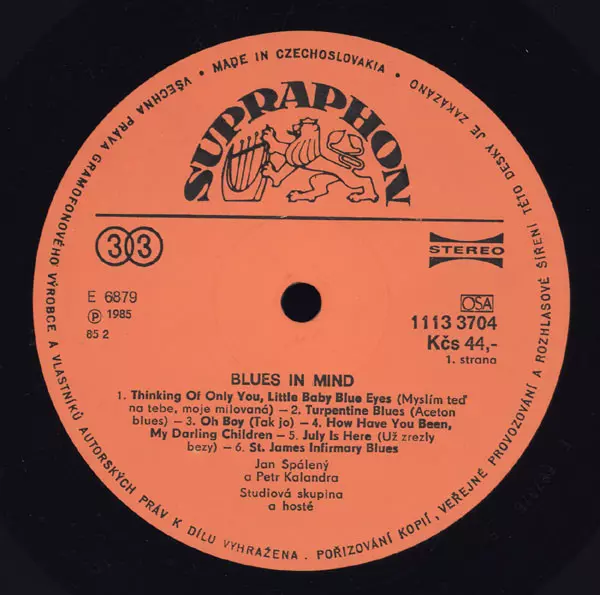 • MADE IN CZECHOSLOVAKIA •
VŠECHNA PRÁVA GRAMOFONOVÉHO VÝROBCE A VLASTNÍKŮ AUTORSKÝCH PRÁV K DÍLU VYHRAŽENA. POŘIZOVÁNÍ KOPIÍ, VEŘEJNÉ PROVOZOVÁNÍ A ROZHLASOVÉ ŠÍŘENÍ TÉTO DESKY JE ZAKÁZÁNO
SUPRAPHON
33
STEREO
E 6879
OSA
Ⓟ 1985
1113 3704
85 2
Kčs 44,-
1. strana
BLUES IN MIND
1. Thinking Of Only You, Little Baby Blue Eyes (Myslím teď
na tebe, moje milovaná) – 2. Turpentine Blues (Aceton
blues) – 3. Oh Boy (Tak jo) – 4. How Have You Been,
My Darling Children – 5. July Is Here (Už zrezly
bezy) – 6. St. James Infirmary Blues
Jan Spálený
a Petr Kalandra
Studiová skupina
a hosté